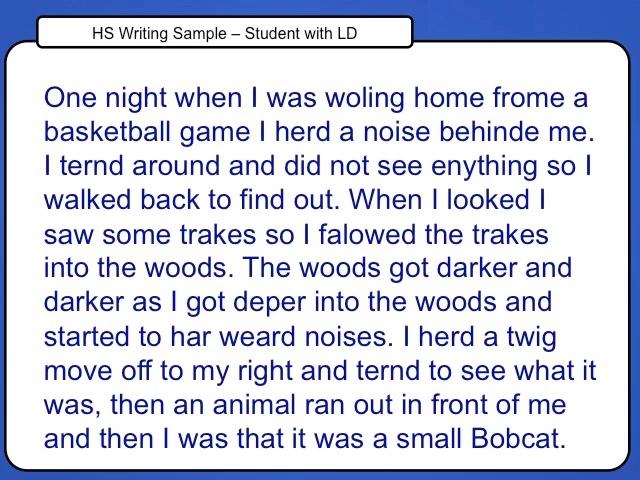 HS Writing Sample – Student with LD
One night when I was woling home frome a
basketball game I herd a noise behinde me.
I ternd around and did not see enything so I
walked back to find out. When I looked I
saw some trakes so I falowed the trakes
into the woods. The woods got darker and
darker as I got deper into the woods and
started to har weard noises. I herd a twig
move off to my right and ternd to see what it
was, then an animal ran out in front of me
and then I was that it was a small Bobcat.